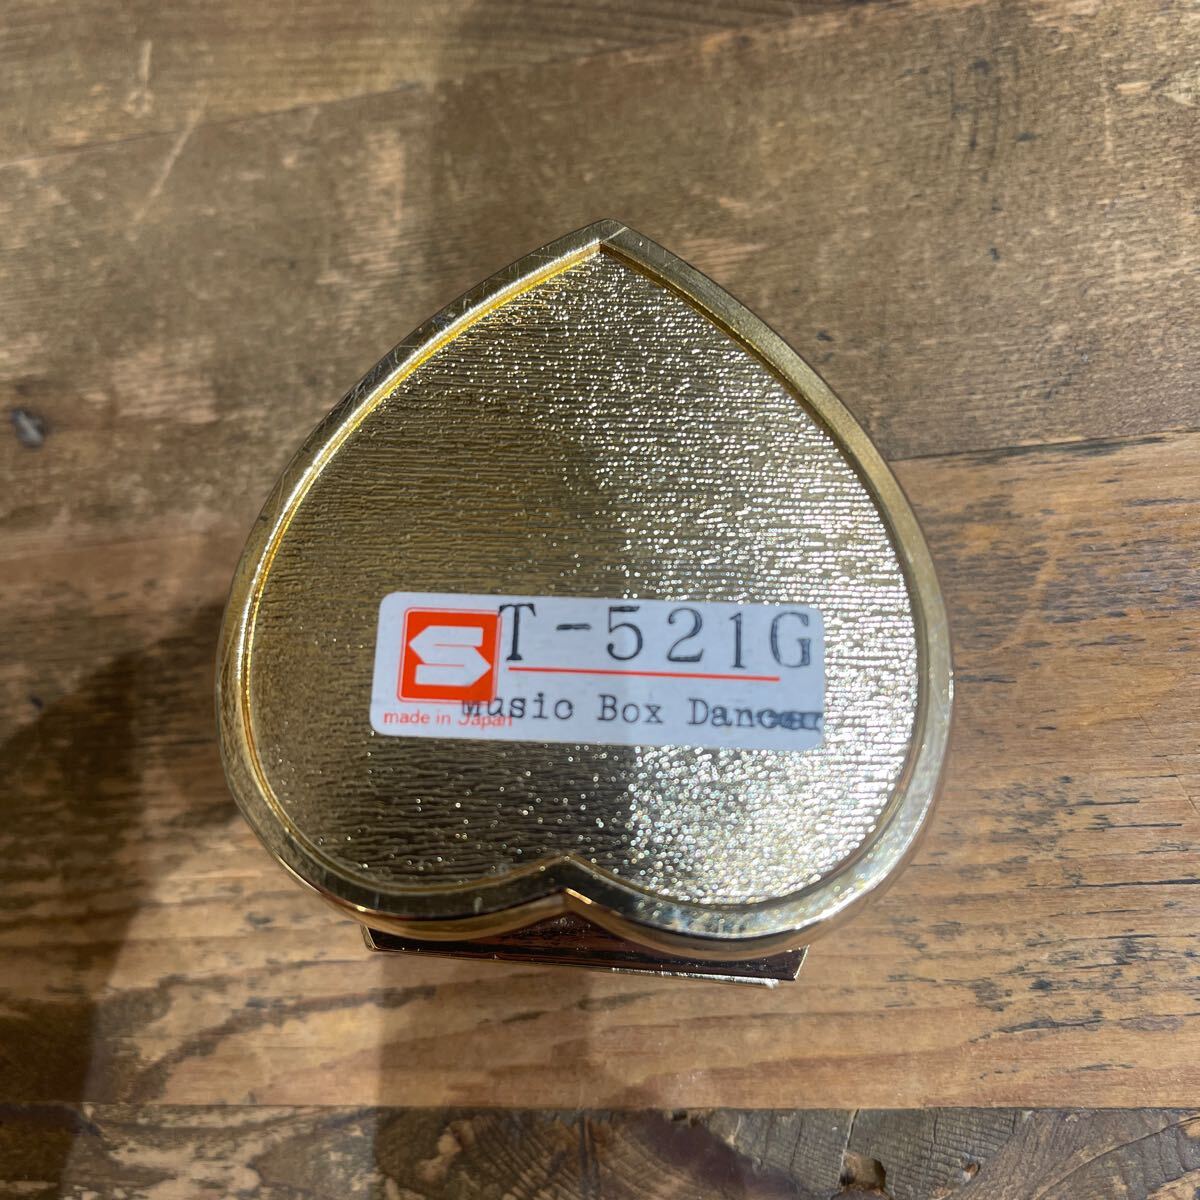 S T-521G
Music Box Dancer
made in Japan